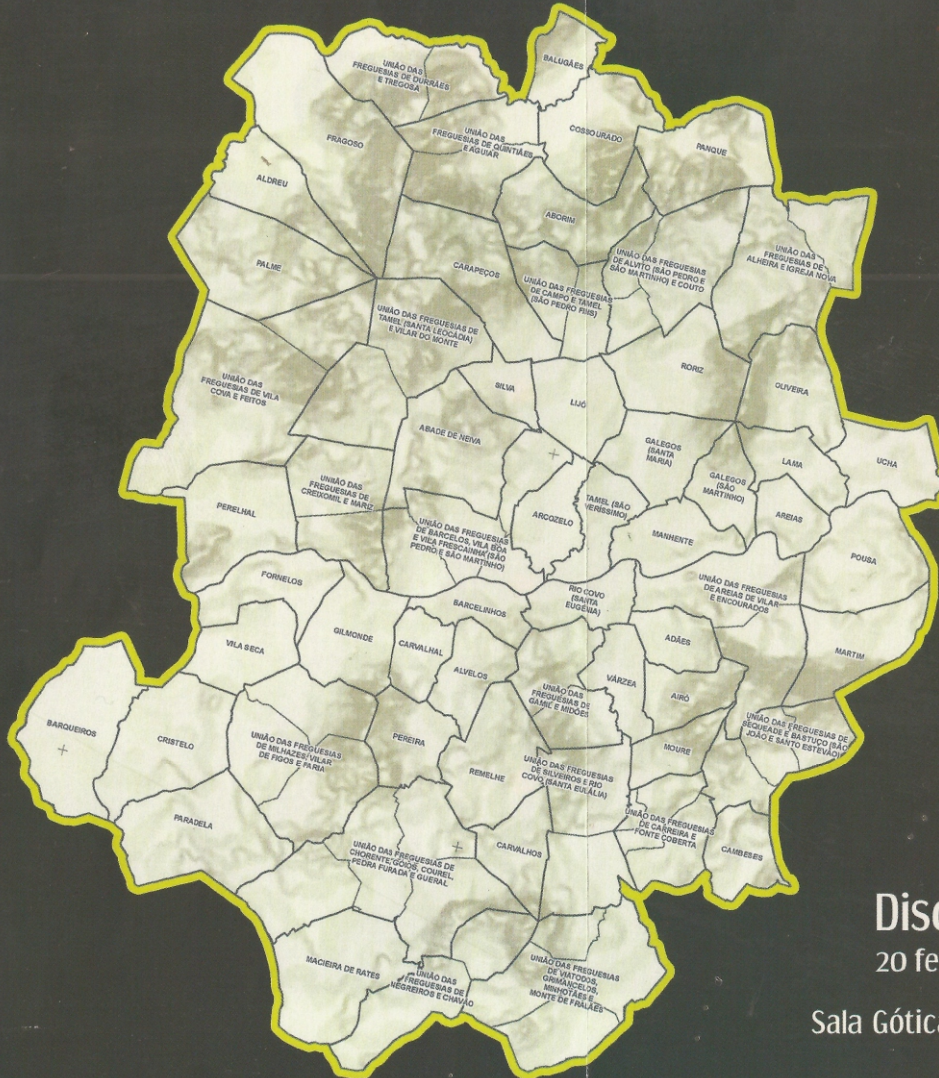 BALUGÃES
UNIÃO DAS
FREGUESIAS DE DURRÃES
E TREGOSA
FRAGOSO
UNIÃO DAS
FREGUESIAS DE QUINTIÃES
E AGUIAR
COSSOURADO
PANQUE
ALDREU
ABORIM
PALME
CARAPEÇOS
UNIÃO DAS FREGUESIAS
DE CAMPO E TAMEL
(SÃO PEDRO FINS)
UNIÃO DAS FREGUESIAS
DE ALVITO (SÃO PEDRO E
SÃO MARTINHO) E COUTO
UNIÃO DAS
FREGUESIAS DE
ALHEIRA E IGREJA NOVA
UNIÃO DAS FREGUESIAS DE
TAMEL (SANTA LEOCÁDIA)
E VILAR DO MONTE
UNIÃO DAS
FREGUESIAS DE VILA
COVA E FEITOS
SILVA
LIJÓ
RORIZ
OLIVEIRA
ABADE DE NEIVA
GALEGOS
(SANTA
MARIA)
GALEGOS
(SÃO
MARTINHO)
LAMA
UCHA
UNIÃO DAS
FREGUESIAS DE
CREIXOMIL E MARIZ
PERELHAL
ARCOZELO
TAMEL (SÃO
VERÍSSIMO)
AREIAS
MANHENTE
POUSA
UNIÃO DAS FREGUESIAS
DE BARCELOS, VILA BOA
E VILA FRESCAINHA (SÃO
PEDRO E SÃO MARTINHO)
FORNELOS
RIO COVO
(SANTA
EUGÉNIA)
UNIÃO DAS FREGUESIAS
DE AREIAS DE VILAR
E ENCOURADOS
BARCELINHOS
VILA SECA
GILMONDE
CARVALHAL
ALVELOS
ADÃES
MARTIM
VÁRZEA
AIRÓ
UNIÃO DAS
FREGUESIAS DE
GAMIL E MIDÕES
BARQUEIROS
CRISTELO
UNIÃO DAS FREGUESIAS
DE MILHAZES, VILAR
DE FIGOS E FARIA
PEREIRA
UNIÃO DAS FREGUESIAS DE
SEQUEADE E BASTUÇO (SÃO
JOÃO E SANTO ESTEVÃO)
MOURE
REMELHE
UNIÃO DAS FREGUESIAS
DE SILVEIROS E RIO
COVO (SANTA EULÁLIA)
PARADELA
UNIÃO DAS FREGUESIAS
DE CARREIRA E
FONTE COBERTA
CAMBESES
CARVALHOS
UNIÃO DAS FREGUESIAS DE
CHORENTE, GÓIOS, COUREL,
PEDRA FURADA E GUERAL
MACIEIRA DE RATES
UNIÃO DAS
FREGUESIAS DE
NEGREIROS E CHAVÃO
UNIÃO DAS FREGUESIAS
DE VIATODOS,
GRIMANCELOS,
MINHOTÃES E
MONTE DE FRALÃES
Disc
20 fe
Sala Gótica